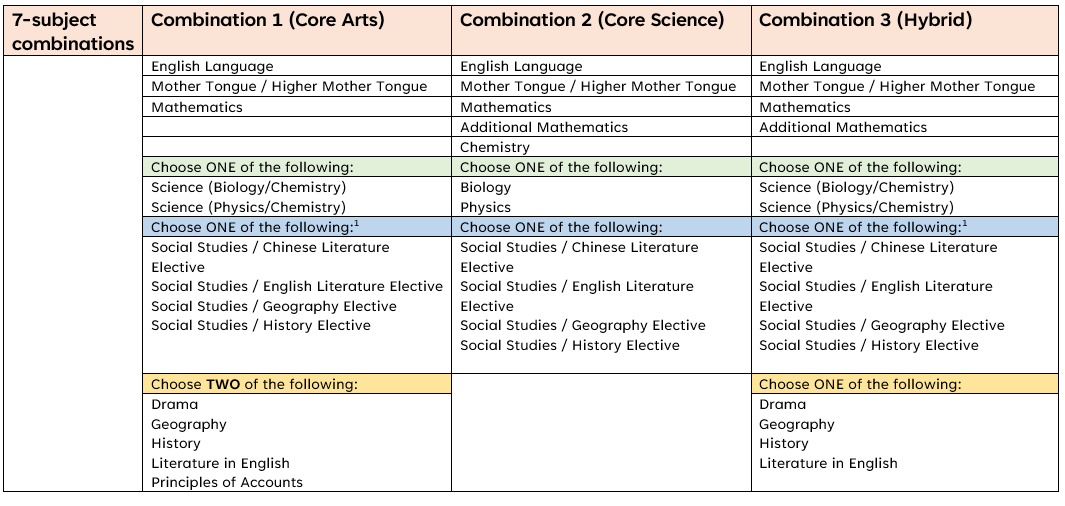 7-subject
combinations
Combination 1 (Core Arts)
Combination 2 (Core Science)
Combination 3 (Hybrid)
English Language
English Language
English Language
Mother Tongue / Higher Mother Tongue
Mother Tongue / Higher Mother Tongue
Mother Tongue / Higher Mother Tongue
Mathematics
Mathematics
Mathematics
Additional Mathematics
Additional Mathematics
Chemistry
Choose ONE of the following:
Choose ONE of the following:
Choose ONE of the following:
Science (Biology/Chemistry)
Science (Physics/Chemistry)
Biology
Physics
Science (Biology/Chemistry)
Science (Physics/Chemistry)
Choose ONE of the following:¹
Choose ONE of the following:
Choose ONE of the following:¹
Social Studies / Chinese Literature
Elective
Social Studies / English Literature Elective
Social Studies / Geography Elective
Social Studies / History Elective
Social Studies / Chinese Literature
Elective
Social Studies / English Literature
Elective
Social Studies / Geography Elective
Social Studies / History Elective
Social Studies / Chinese Literature
Elective
Social Studies / English Literature
Elective
Social Studies / Geography Elective
Social Studies / History Elective
Choose TWO of the following:
Choose ONE of the following:
Drama
Geography
History
Literature in English
Principles of Accounts
Drama
Geography
History
Literature in English